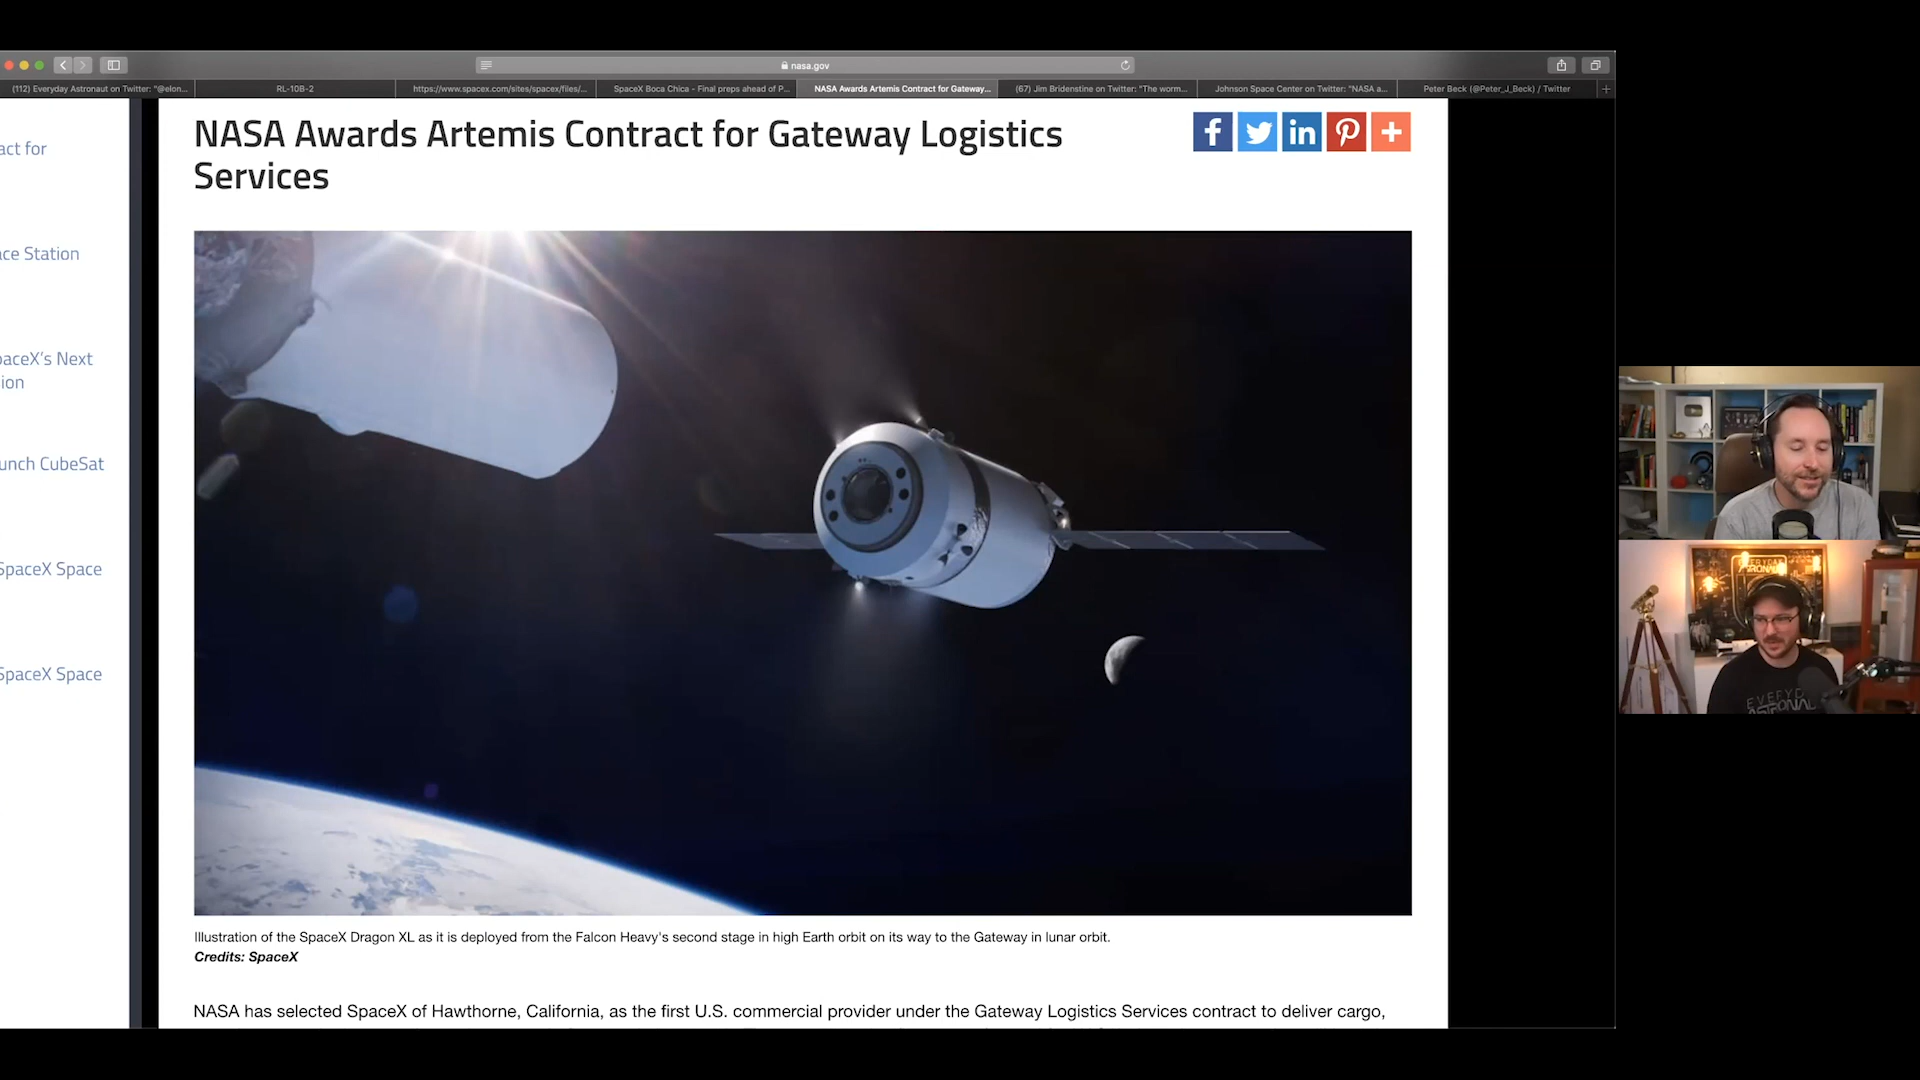 nasa.gov
(112) Everyday Astronaut on Twitter: "@elon...
RL-10B-2
https://www.spacex.com/sites/spacex/files/...
SpaceX Boca Chica - Final preps ahead of P...
NASA Awards Artemis Contract for Gateway...
(67) Jim Bridenstine on Twitter: "The worm...
Johnson Space Center on Twitter: "NASA a...
Peter Beck (@Peter_J_Beck) / Twitter
act for
ce Station
paceX's Next
ion
unch CubeSat
SpaceX Space
SpaceX Space
NASA Awards Artemis Contract for Gateway Logistics
Services
Illustration of the SpaceX Dragon XL as it is deployed from the Falcon Heavy's second stage in high Earth orbit on its way to the Gateway in lunar orbit.
Credits: SpaceX
NASA has selected SpaceX of Hawthorne, California, as the first U.S. commercial provider under the Gateway Logistics Services contract to deliver cargo,
EVERYDAY
ASTRONAUT